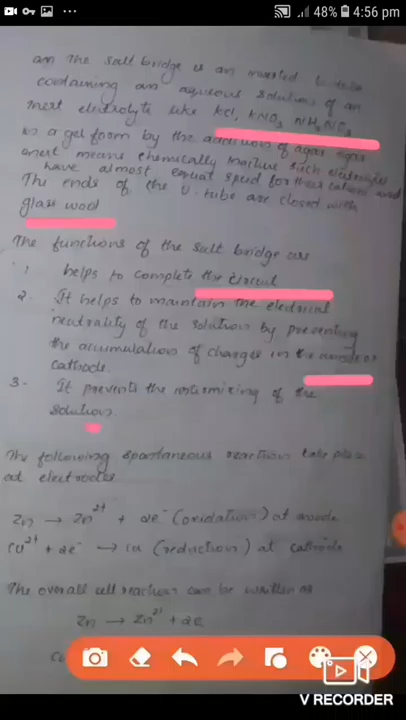 48% 4:56 pm
an The salt bridge is an inverted U-tube
containing an aqueous solution of an
inert electrolyte like KCl, KNO3 NH4NO3
in a gel form by the addition of agar agar
inert means chemically inactive such electrolytes
have almost equal speed for their cations and
The ends of the U-tube are closed with
glass wool
The functions of the salt bridge are
1 helps to complete the circuit
2. It helps to maintain the electrical
neutrality of the solution by preventing
the accumulation of charges in the anode or
cathode.
3. It prevents the intermixing of the
solutions
The following spontaneous reactions take place
at electrodes
Zn → Zn2+ + 2e- (oxidation) at anode
Cu2+ + 2e- → Cu (reduction) at cathode
The overall cell reaction can be written as
Zn → Zn2+ + 2e
V RECORDER